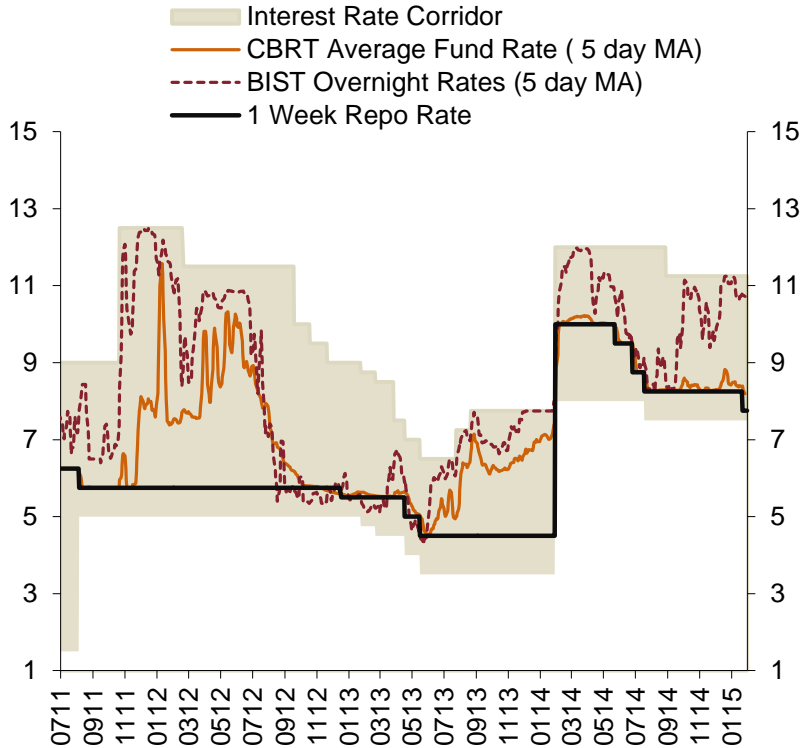 Interest Rate Corridor
CBRT Average Fund Rate ( 5 day MA)
BIST Overnight Rates (5 day MA)
1 Week Repo Rate
15 15
13 13
11 11
9 9
7 7
5 5
3 3
1 1
0711 0911 1111 0112 0312 0512 0712 0912 1112 0113 0313 0513 0713 0913 1113 0114 0314 0514 0714 0914 1114 0115